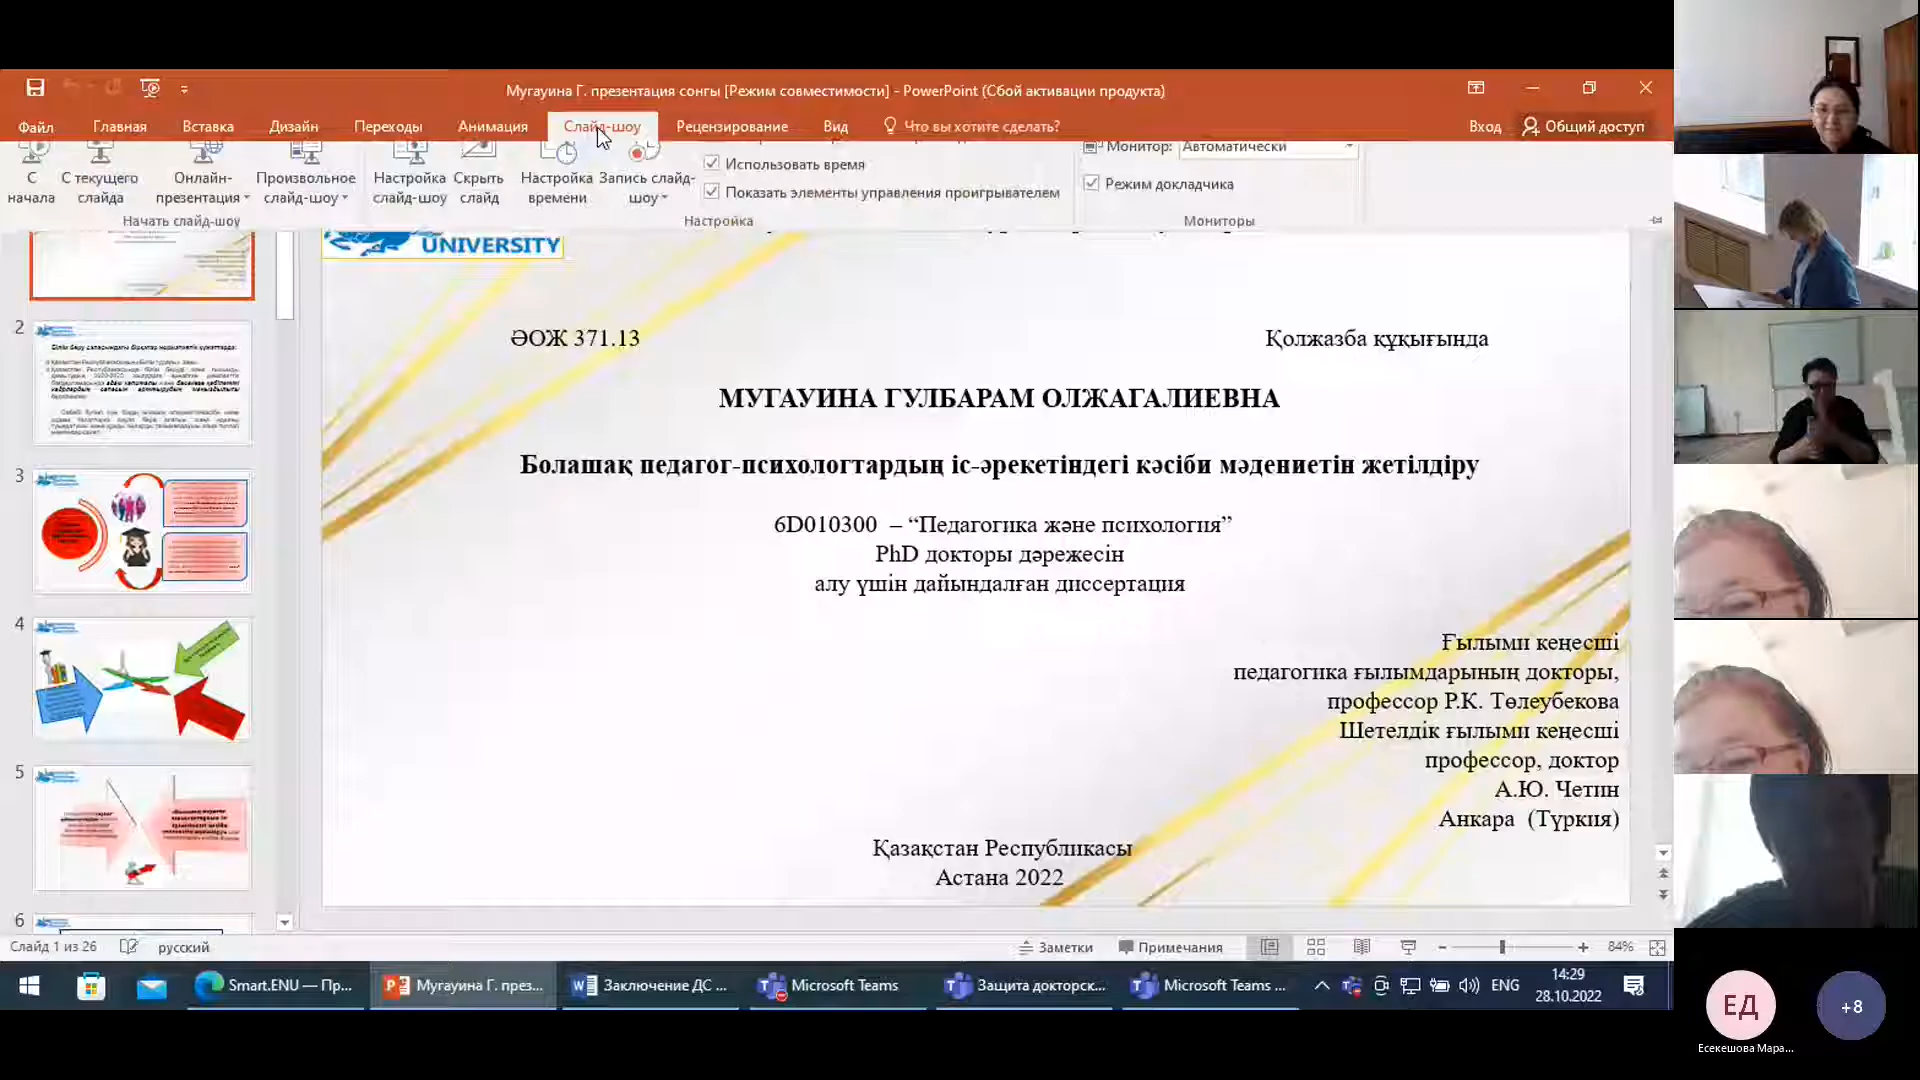 Мугауина Г. презентация сонгы [Режим совместимости] - PowerPoint (Сбой активации продукта)
Файл Главная Вставка Дизайн Переходы Анимация Слайд-шоу Рецензирование Вид Что вы хотите сделать? Вход Общий доступ
С начала
С текущего слайда
Онлайн-презентация
Произвольное слайд-шоу
Настройка слайд-шоу
Скрыть слайд
Настройка времени
Запись слайд-шоу
Использовать время
Показать элементы управления проигрывателем
Монитор: Автоматически
Режим докладчика
Начать слайд-шоу Настройка Мониторы
UNIVERSITY
ӘОЖ 371.13 Қолжазба құқығында
МУГАУИНА ГУЛБАРАМ ОЛЖАГАЛИЕВНА
Болашақ педагог-психологтардың іс-әрекетіндегі кәсіби мәдениетін жетілдіру
6D010300 – “Педагогика және психология”
PhD докторы дәрежесін
алу үшін дайындалған диссертация
Ғылыми кеңесші
педагогика ғылымдарының докторы,
профессор Р.К. Төлеубекова
Шетелдік ғылыми кеңесші
профессор, доктор
А.Ю. Четин
Анкара (Түркия)
Қазақстан Республикасы
Астана 2022
2
3
4
5
6
Слайд 1 из 26 русский Заметки Примечания 84%
Smart.ENU — Пр... Мугауина Г. през... Заключение ДС ... Microsoft Teams Защита докторск... Microsoft Teams ... ENG 14:29
28.10.2022
ЕД +8
Есекешова Мара...